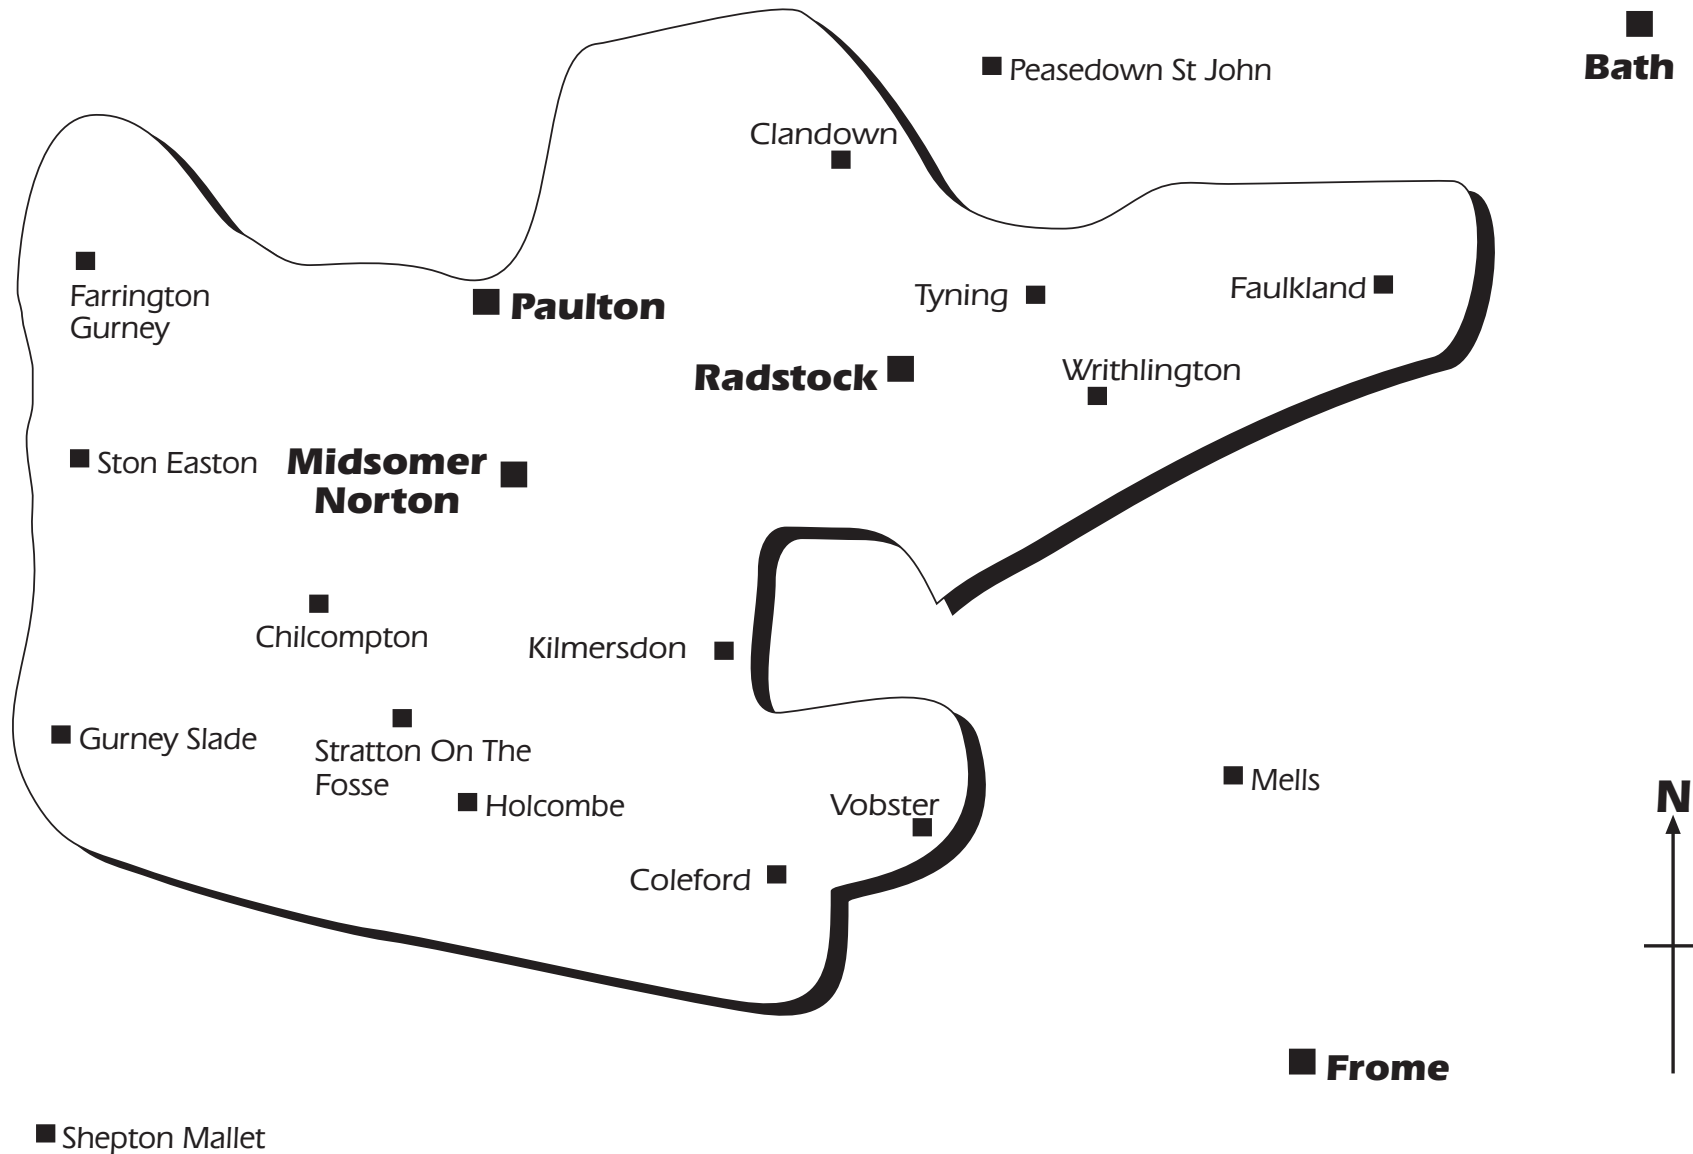 Bath
Peasedown St John
Clandown
Farrington
Gurney
Paulton
Tyning
Faulkland
Radstock
Writhlington
Ston Easton
Midsomer
Norton
Chilcompton
Kilmersdon
Gurney Slade
Stratton On The
Fosse
Holcombe
Vobster
Mells
N
Coleford
Frome
Shepton Mallet